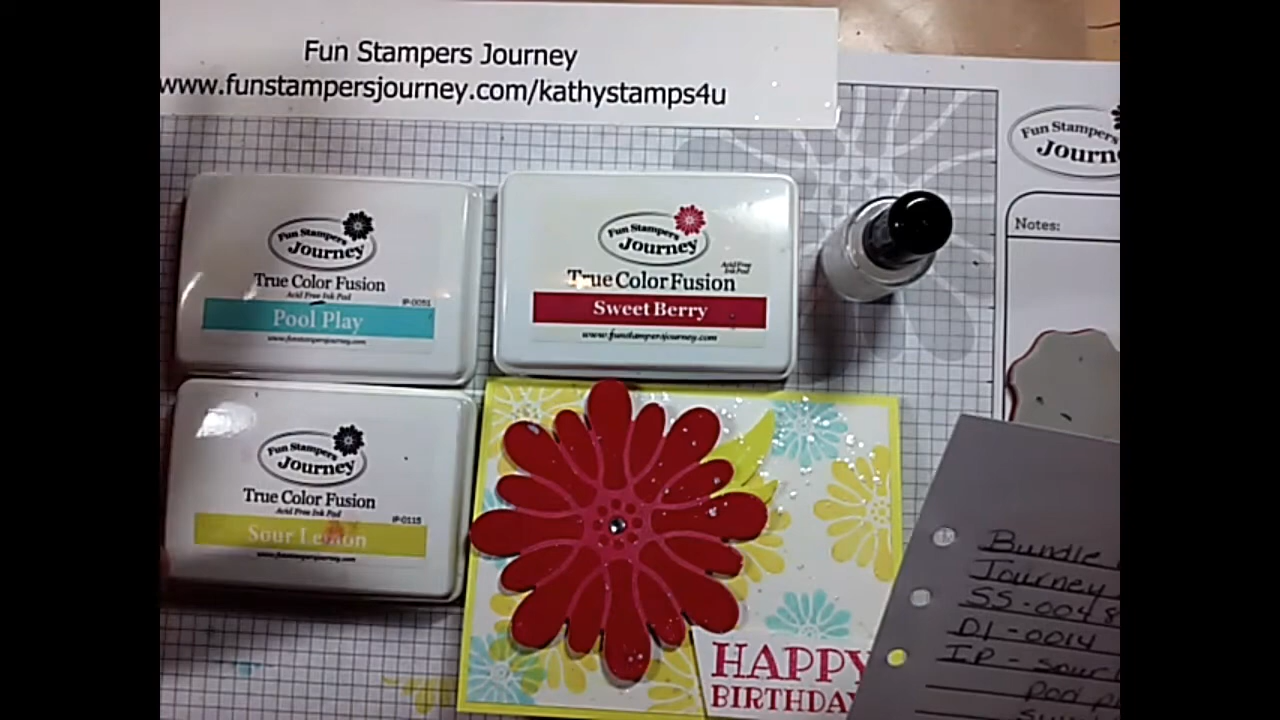 Fun Stampers Journey
www.funstampersjourney.com/kathystamps4u
Fun Stampers
Journey
Notes:
Fun Stampers
Journey
True Color Fusion
Acid Free Ink Pad
IP-0051
Pool Play
www.funstampersjourney.com
Fun Stampers
Journey
Acid Free
Ink Pad
True Color Fusion
Sweet Berry
www.funstampersjourney.com
Fun Stampers
Journey
True Color Fusion
Acid Free Ink Pad
IP-0115
Sour Lemon
www.funstampersjourney.com
HAPPY
BIRTHDAY
Bundle
Journey
SS-0048
DI-0014
IP - Sour